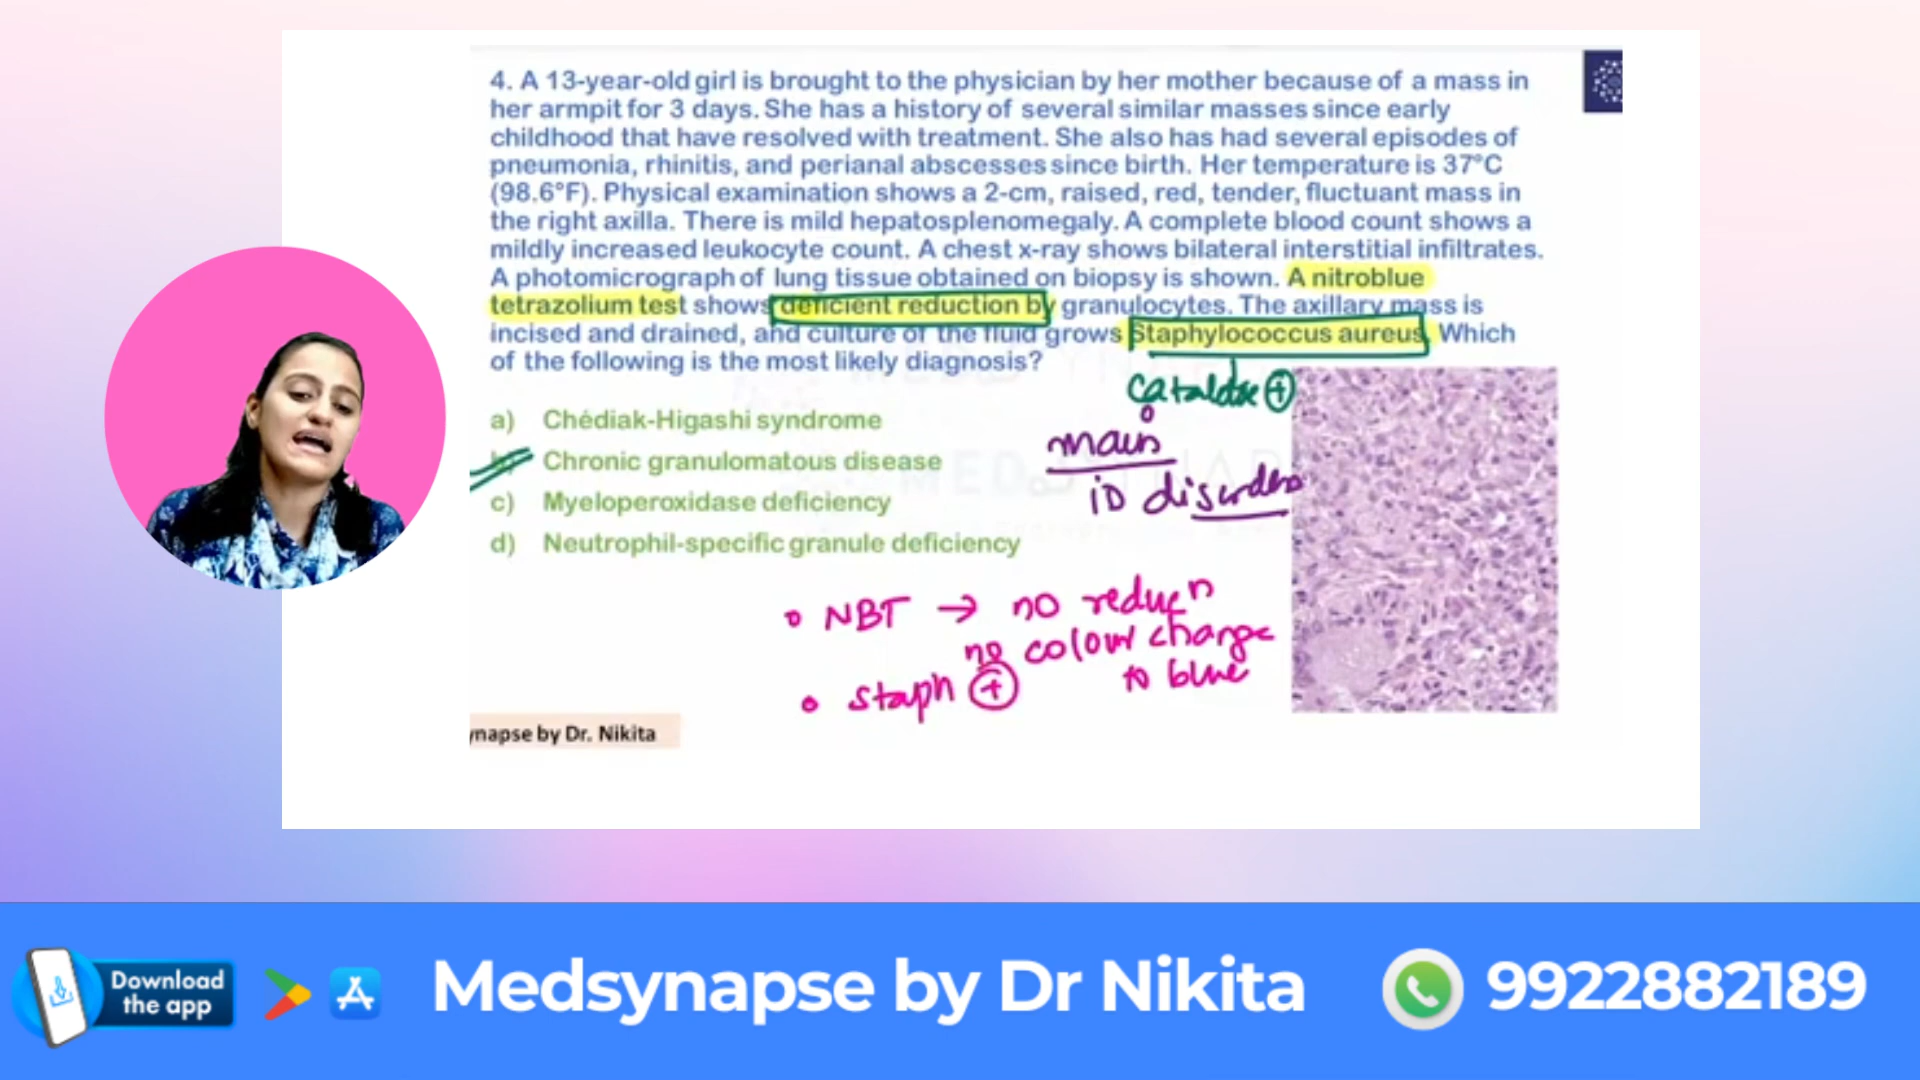 4. A 13-year-old girl is brought to the physician by her mother because of a mass in
her armpit for 3 days. She has a history of several similar masses since early
childhood that have resolved with treatment. She also has had several episodes of
pneumonia, rhinitis, and perianal abscesses since birth. Her temperature is 37°C
(98.6°F). Physical examination shows a 2-cm, raised, red, tender, fluctuant mass in
the right axilla. There is mild hepatosplenomegaly. A complete blood count shows a
mildly increased leukocyte count. A chest x-ray shows bilateral interstitial infiltrates.
A photomicrograph of lung tissue obtained on biopsy is shown. A nitroblue
tetrazolium test shows deficient reduction by granulocytes. The axillary mass is
incised and drained, and culture of the fluid grows Staphylococcus aureus. Which
of the following is the most likely diagnosis?
catalase +
a) Chédiak-Higashi syndrome
main
b) Chronic granulomatous disease
ID disorders
c) Myeloperoxidase deficiency
d) Neutrophil-specific granule deficiency
• NBT → no reducn
no colour change
to blue
• Staph +
ynapse by Dr. Nikita
Download
the app
Medsynapse by Dr Nikita
9922882189